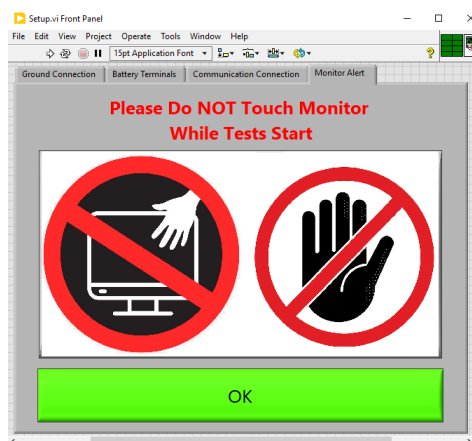 Setup.vi Front Panel
File Edit View Project Operate Tools Window Help
15pt Application Font
Ground Connection Battery Terminals Communication Connection Monitor Alert
Please Do NOT Touch Monitor
While Tests Start
OK